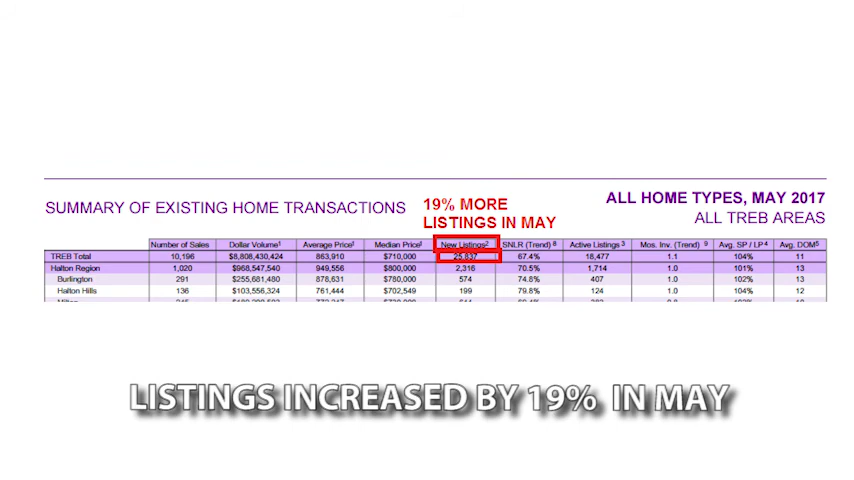 SUMMARY OF EXISTING HOME TRANSACTIONS
19% MORE
LISTINGS IN MAY
ALL HOME TYPES, MAY 2017
ALL TREB AREAS
Number of Sales Dollar Volume¹ Average Price¹ Median Price¹ New Listings² SNLR (Trend) ⁸ Active Listings ³ Mos. Inv. (Trend) ⁹ Avg. SP / LP ⁴ Avg. DOM⁵
TREB Total 10,196 $8,808,430,424 863,910 $710,000 25,837 67.4% 18,477 1.1 104% 11
Halton Region 1,020 $968,547,540 949,556 $800,000 2,316 70.5% 1,714 1.0 101% 13
Burlington 291 $255,681,480 878,631 $780,000 574 74.8% 407 1.0 102% 13
Halton Hills 136 $103,556,324 761,444 $702,549 199 79.8% 124 1.0 104% 12
LISTINGS INCREASED BY 19% IN MAY